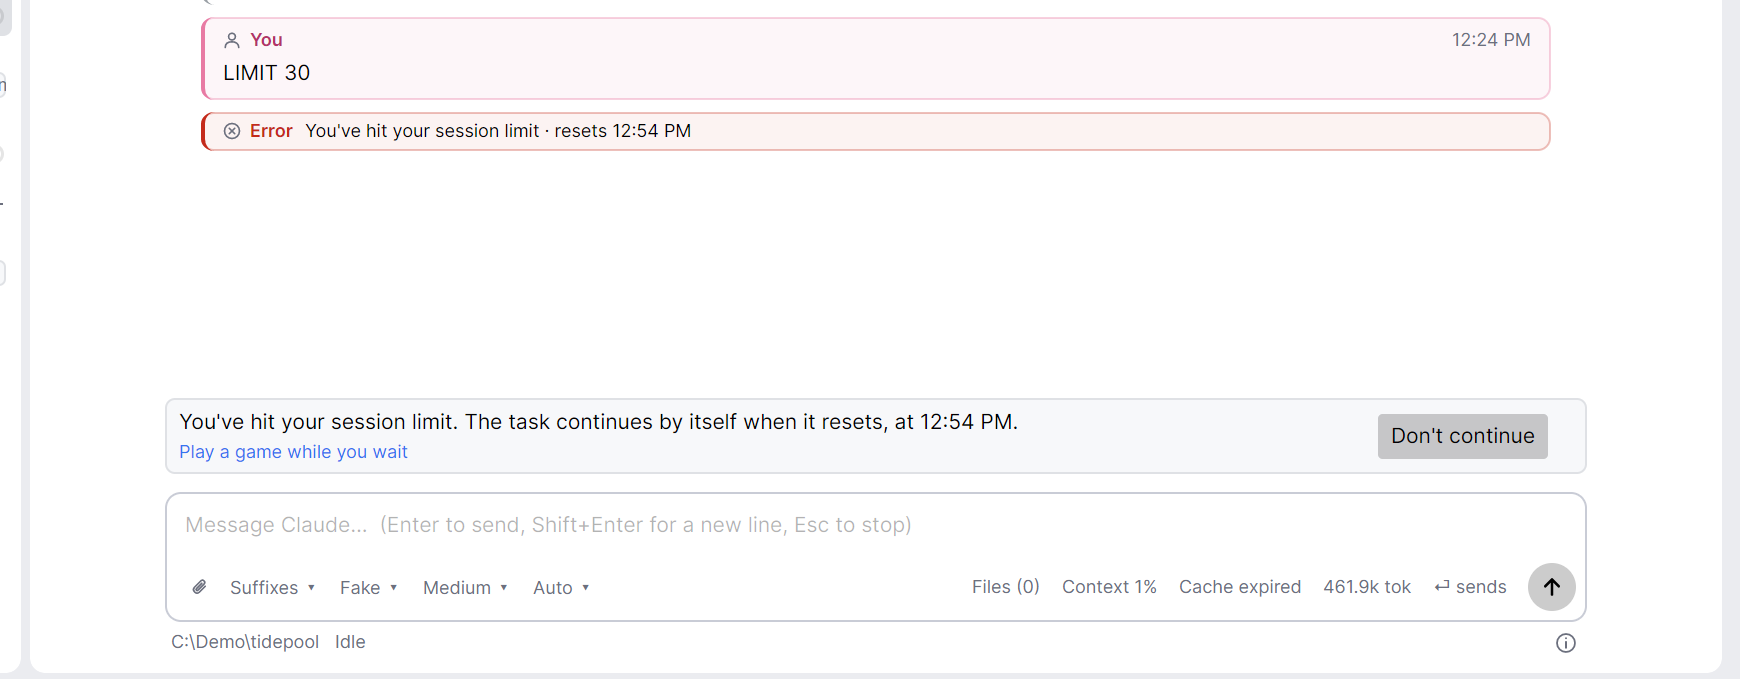 You
12:24 PM
LIMIT 30
Error You've hit your session limit · resets 12:54 PM
You've hit your session limit. The task continues by itself when it resets, at 12:54 PM.
Play a game while you wait
Don't continue
Message Claude... (Enter to send, Shift+Enter for a new line, Esc to stop)
Suffixes ▾ Fake ▾ Medium ▾ Auto ▾
Files (0) Context 1% Cache expired 461.9k tok ↵ sends
C:\Demo\tidepool Idle